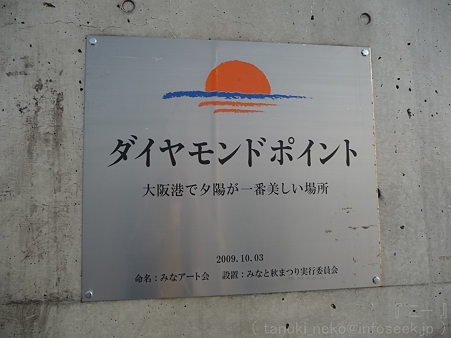 ダイヤモンドポイント
大阪港で夕陽が一番美しい場所
2009.10.03
命名：みなアート会 設置：みなと秋まつり実行委員会
(C) tanuki_neko@infoseek.jp